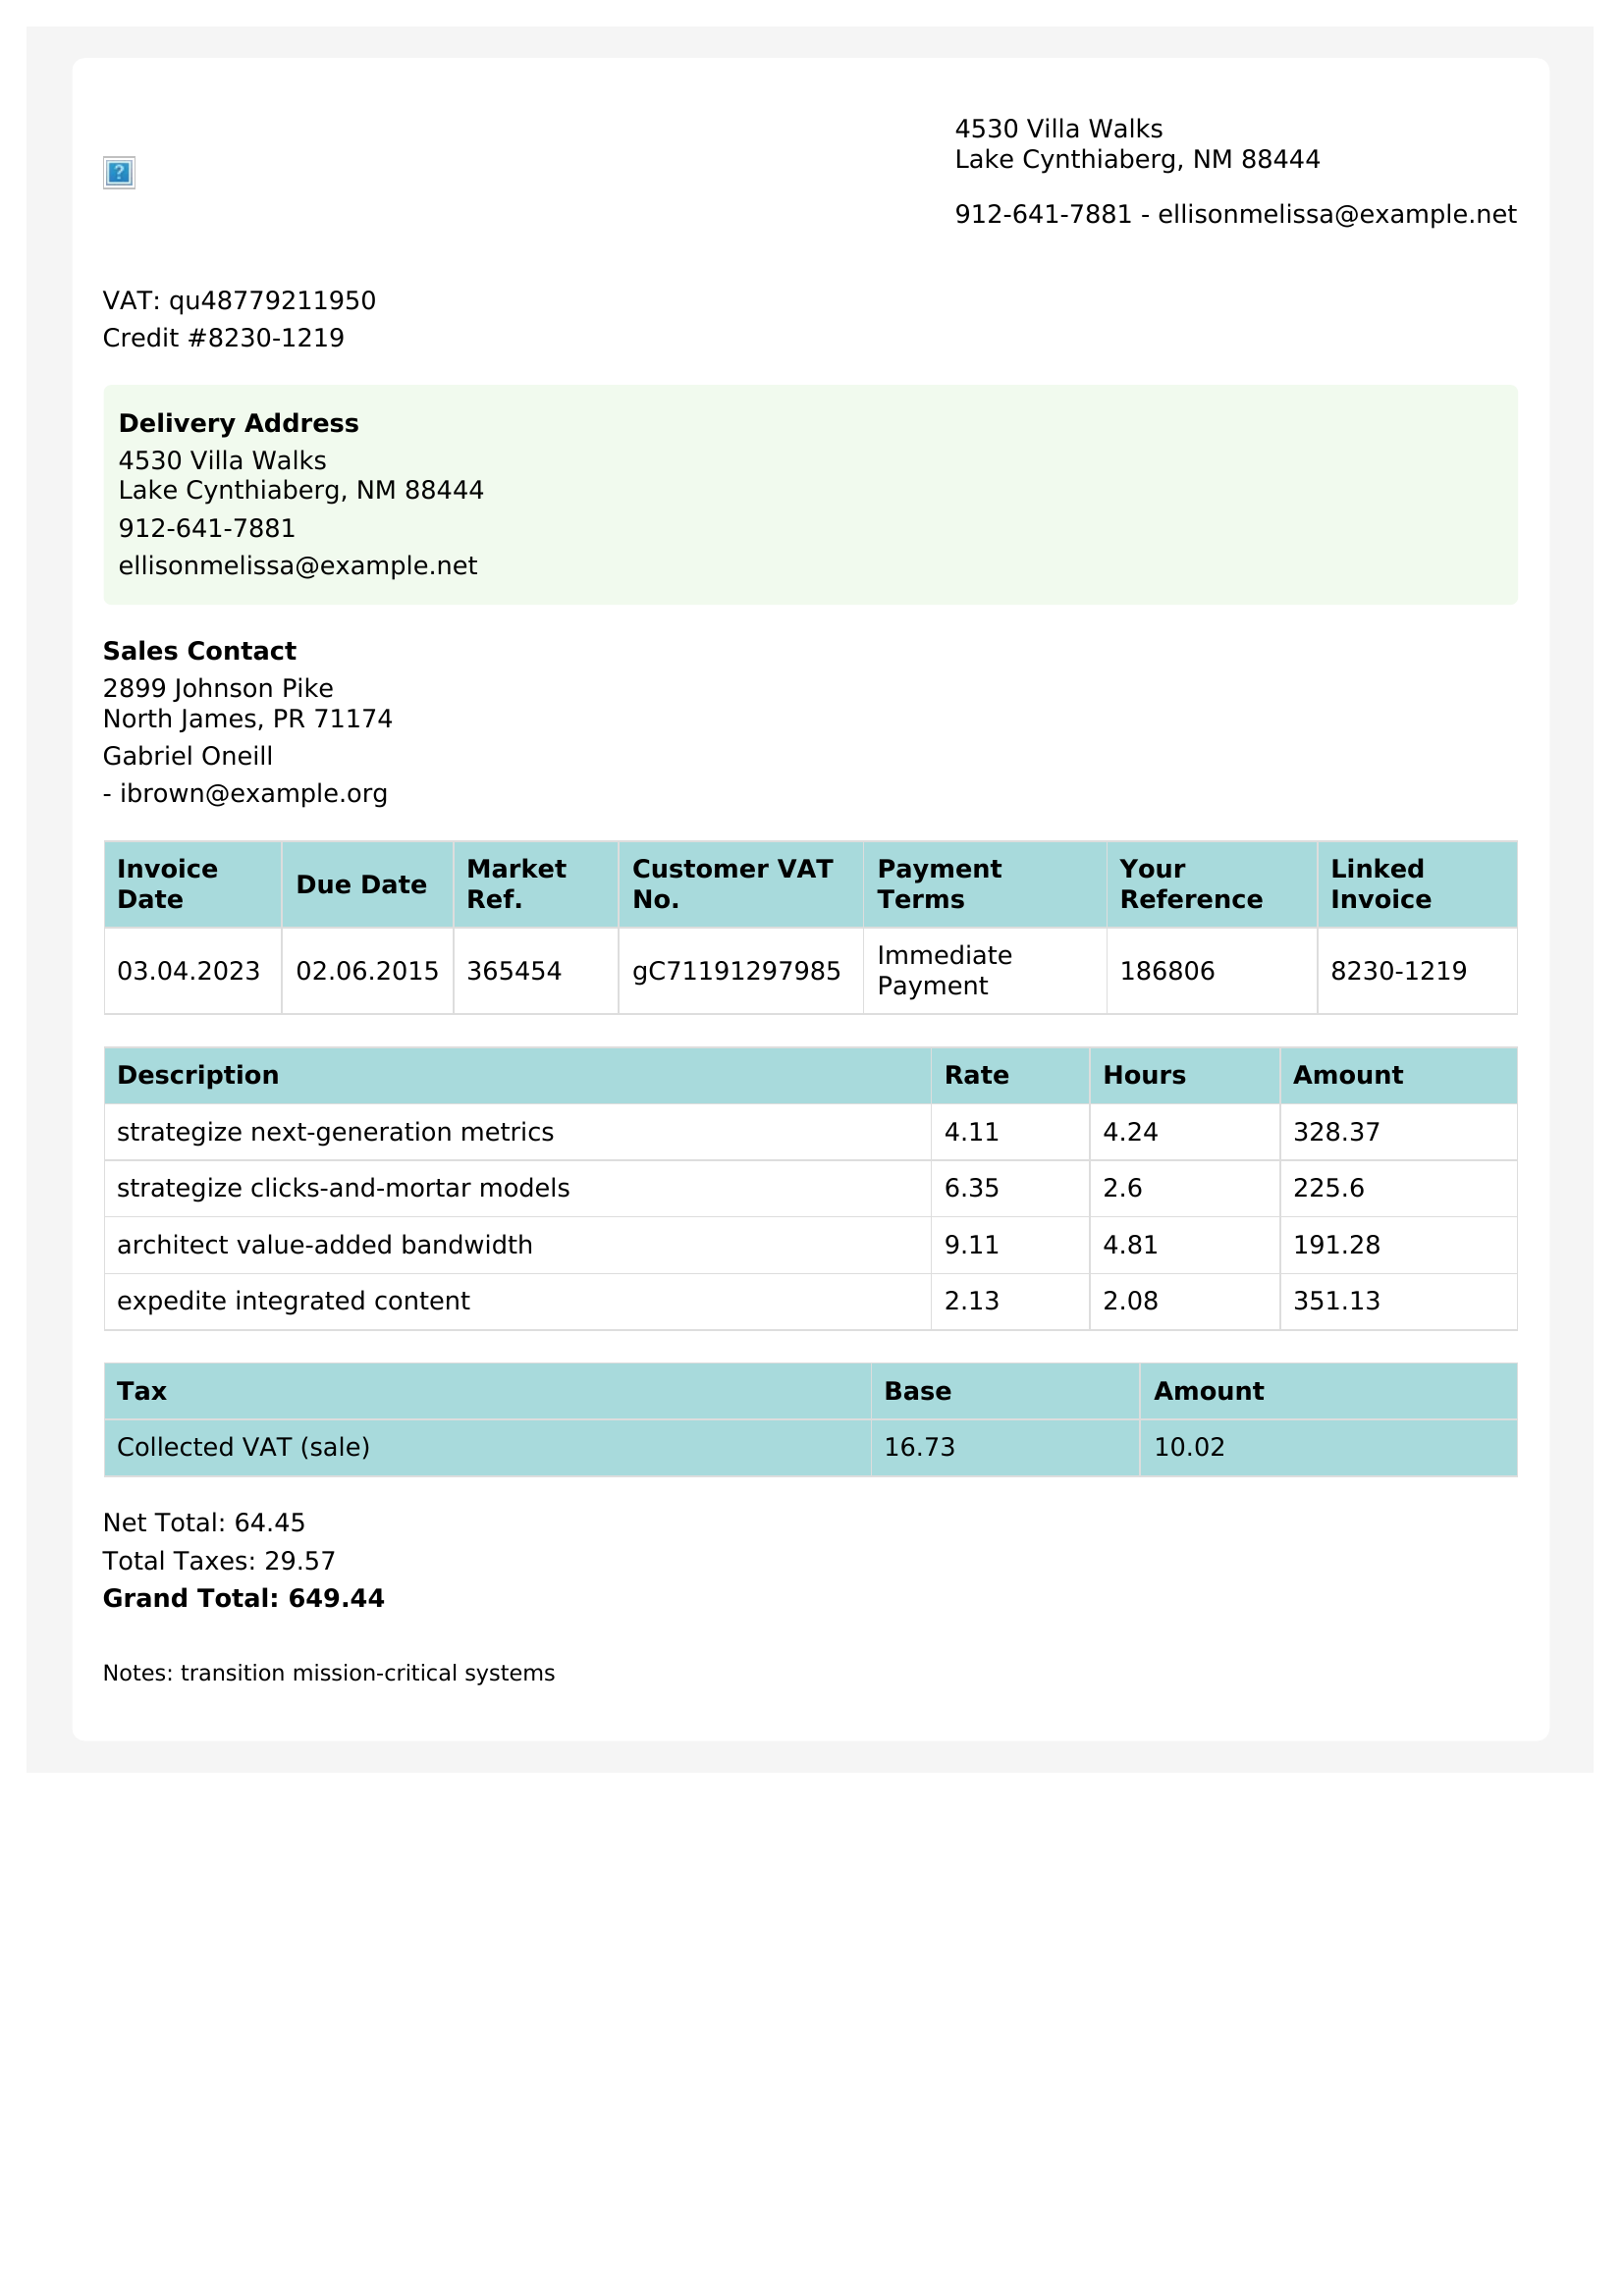 4530 Villa Walks
Lake Cynthiaberg, NM 88444
912-641-7881 - ellisonmelissa@example.net
VAT: qu48779211950
Credit #8230-1219
Delivery Address
4530 Villa Walks
Lake Cynthiaberg, NM 88444
912-641-7881
ellisonmelissa@example.net
Sales Contact
2899 Johnson Pike
North James, PR 71174
Gabriel Oneill
- ibrown@example.org
Invoice Date Due Date Market Ref. Customer VAT No. Payment Terms Your Reference Linked Invoice
03.04.2023 02.06.2015 365454 gC71191297985 Immediate Payment 186806 8230-1219
Description Rate Hours Amount
strategize next-generation metrics 4.11 4.24 328.37
strategize clicks-and-mortar models 6.35 2.6 225.6
architect value-added bandwidth 9.11 4.81 191.28
expedite integrated content 2.13 2.08 351.13
Tax Base Amount
Collected VAT (sale) 16.73 10.02
Net Total: 64.45
Total Taxes: 29.57
Grand Total: 649.44
Notes: transition mission-critical systems